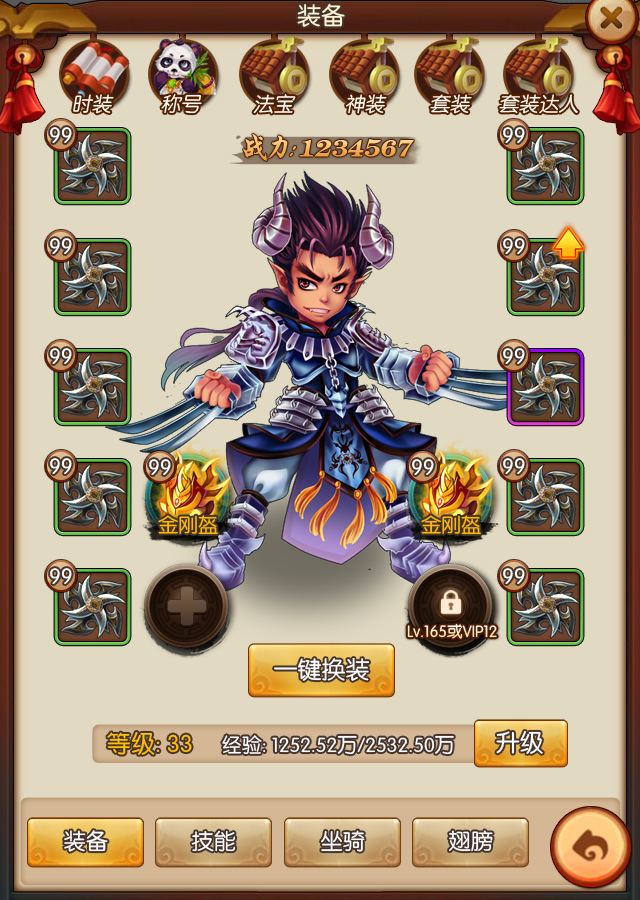 装备
时装 称号 法宝 神装 套装 套装达人
战力:1234567
99 99
99 99
99 99
99 99 99 99
金刚盔 金刚盔
99 99
Lv.165或VIP12
一键换装
等级: 33 经验: 1252.52万/2532.50万 升级
装备 技能 坐骑 翅膀